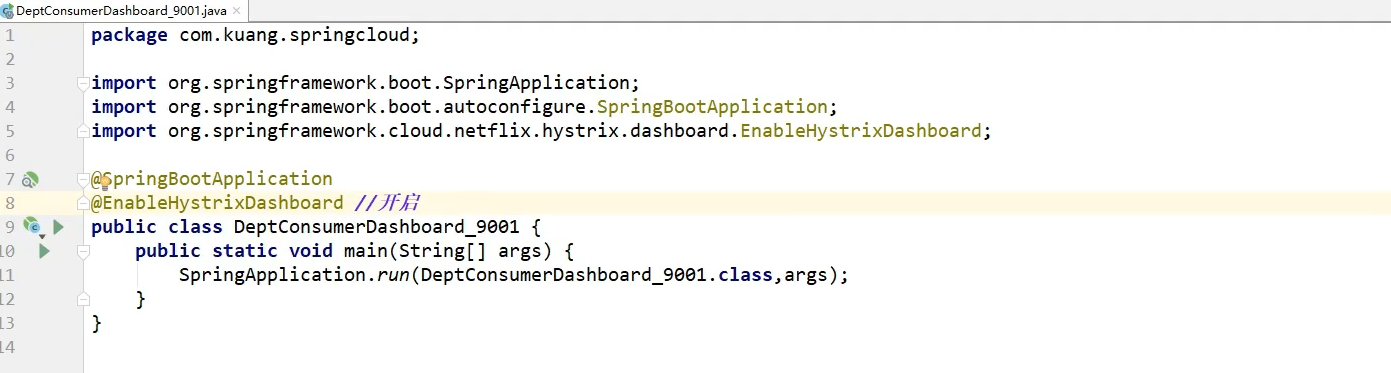 DeptConsumerDashboard_9001.java
1 package com.kuang.springcloud;
2
3 import org.springframework.boot.SpringApplication;
4 import org.springframework.boot.autoconfigure.SpringBootApplication;
5 import org.springframework.cloud.netflix.hystrix.dashboard.EnableHystrixDashboard;
6
7 @SpringBootApplication
8 @EnableHystrixDashboard //开启
9 public class DeptConsumerDashboard_9001 {
10 public static void main(String[] args) {
11 SpringApplication.run(DeptConsumerDashboard_9001.class,args);
12 }
13 }
14